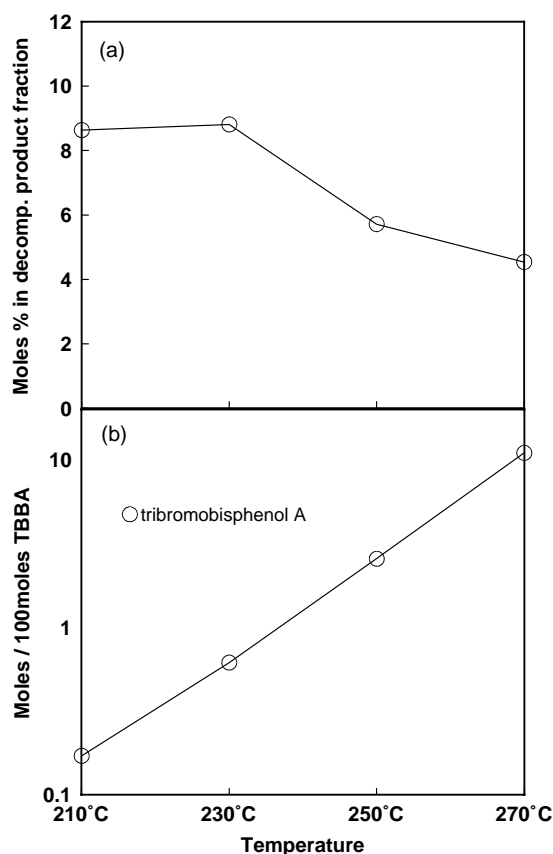 12
(a)
10
8
6
4
2
0
Moles % in decomp. product fraction
(b)
10
tribromobisphenol A
1
0.1
Moles / 100moles TBBA
210˚C 230˚C 250˚C 270˚C
Temperature